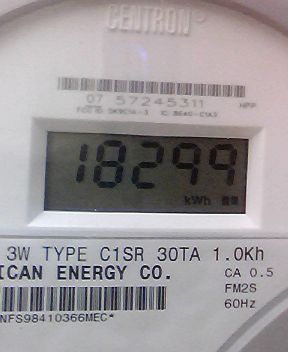 CENTRON®
07 57245311 HPP
18299
kWh
3W TYPE C1SR 30TA 1.0Kh
ICAN ENERGY CO. CA 0.5
FM2S
NFS98410366MEC* 60Hz